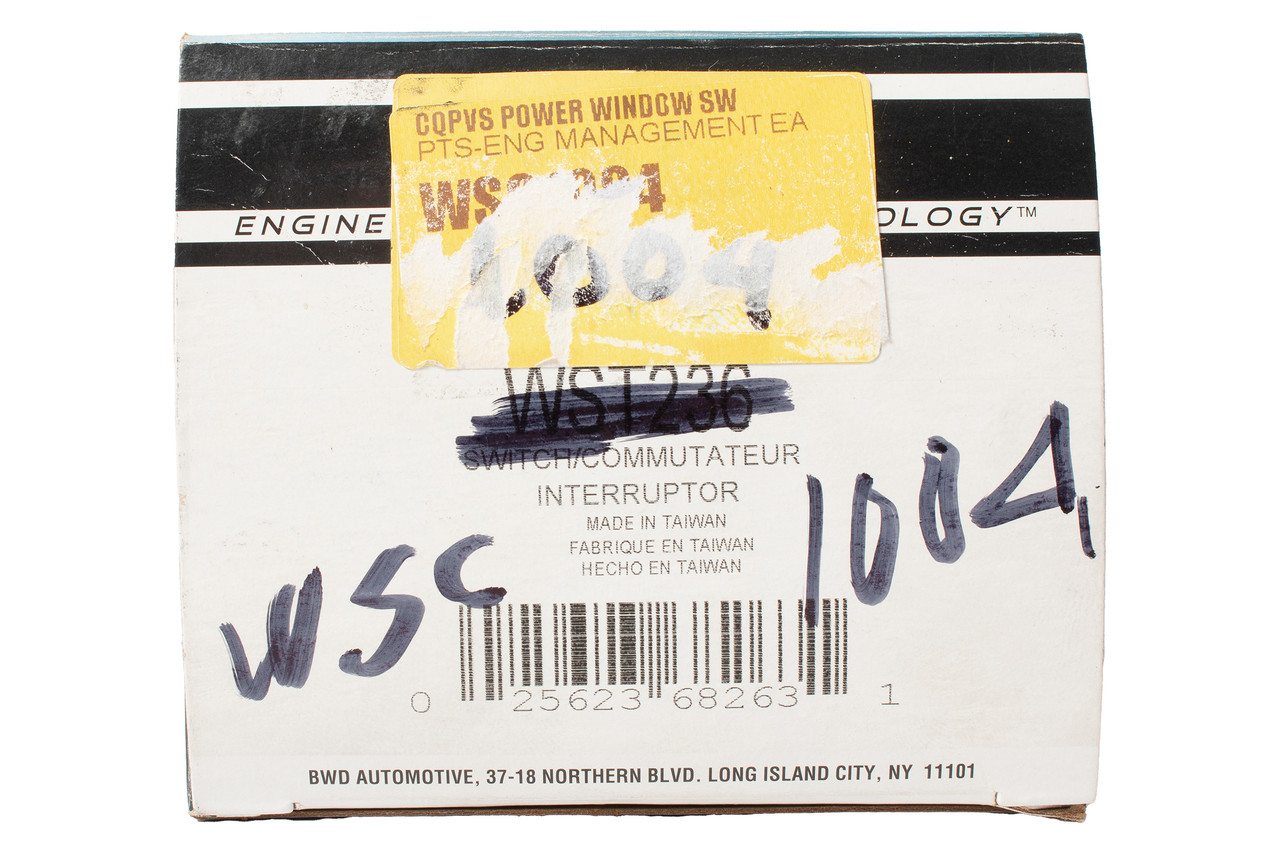 CQPVS POWER WINDOW SW
PTS-ENG MANAGEMENT EA
ENGINE OLOGY™
1004
WST236
SWITCH/COMMUTATEUR
INTERRUPTOR
MADE IN TAIWAN
FABRIQUE EN TAIWAN
HECHO EN TAIWAN
WSC 1004
0 25623 68263 1
BWD AUTOMOTIVE, 37-18 NORTHERN BLVD. LONG ISLAND CITY, NY 11101